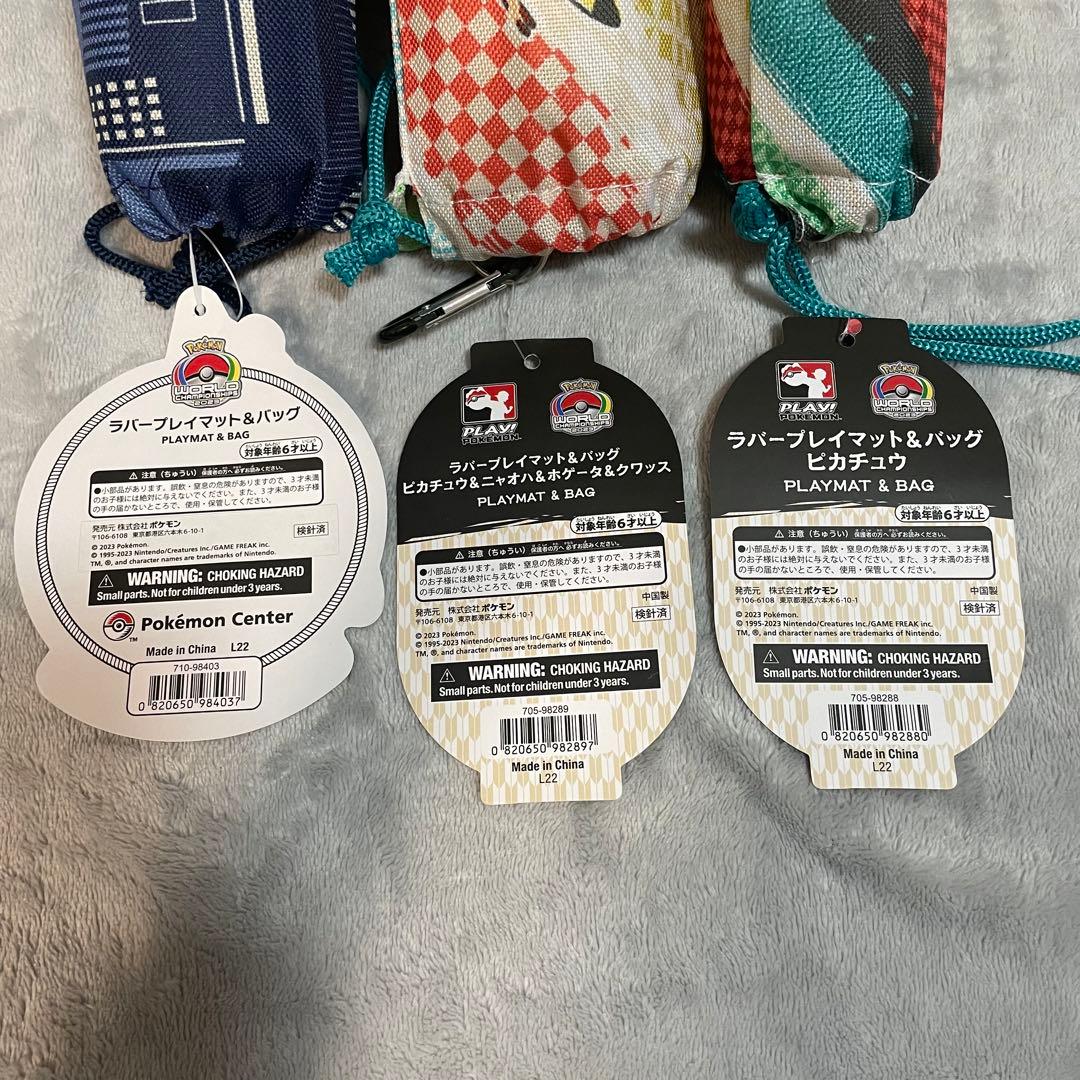 Pokémon
WORLD
CHAMPIONSHIPS
2023
ラバープレイマット&バッグ
PLAYMAT & BAG
対象年齢6才以上
注意(ちゅうい) 保護者の方へ 必ずお読みください。
●小部品があります。誤飲・窒息の危険がありますので、3才未満
のお子様には絶対に与えないでください。また、3才未満のお子様
の手の届かないところで、使用・保管してください。
発売元 株式会社ポケモン
〒106-6108 東京都港区六本木6-10-1
検針済
© 2023 Pokémon.
© 1995-2023 Nintendo/Creatures Inc./GAME FREAK inc.
TM, ®, and character names are trademarks of Nintendo.
WARNING: CHOKING HAZARD
Small parts. Not for children under 3 years.
Pokémon Center
TM
Made in China L22
710-98403
0 820650 984037
PLAY!
POKÉMON
Pokémon
WORLD
CHAMPIONSHIPS
2023
ラバープレイマット&バッグ
ピカチュウ&ニャオハ&ホゲータ&クワッス
PLAYMAT & BAG
対象年齢6才以上
注意(ちゅうい) 保護者の方へ 必ずお読みください。
●小部品があります。誤飲・窒息の危険がありますので、3才未満
のお子様には絶対に与えないでください。また、3才未満のお子様
の手の届かないところで、使用・保管してください。
中国製
発売元 株式会社ポケモン
〒106-6108 東京都港区六本木6-10-1
検針済
© 2023 Pokémon.
© 1995-2023 Nintendo/Creatures Inc./GAME FREAK inc.
TM, ®, and character names are trademarks of Nintendo.
WARNING: CHOKING HAZARD
Small parts. Not for children under 3 years.
705-98289
0 820650 982897
Made in China
L22
PLAY!
POKÉMON
Pokémon
WORLD
CHAMPIONSHIPS
2023
ラバープレイマット&バッグ
ピカチュウ
PLAYMAT & BAG
対象年齢6才以上
注意(ちゅうい) 保護者の方へ 必ずお読みください。
●小部品があります。誤飲・窒息の危険がありますので、3才未満
のお子様には絶対に与えないでください。また、3才未満のお子様
の手の届かないところで、使用・保管してください。
中国製
発売元 株式会社ポケモン
〒106-6108 東京都港区六本木6-10-1
検針済
© 2023 Pokémon.
© 1995-2023 Nintendo/Creatures Inc./GAME FREAK inc.
TM, ®, and character names are trademarks of Nintendo.
WARNING: CHOKING HAZARD
Small parts. Not for children under 3 years.
705-98288
0 820650 982880
Made in China
L22